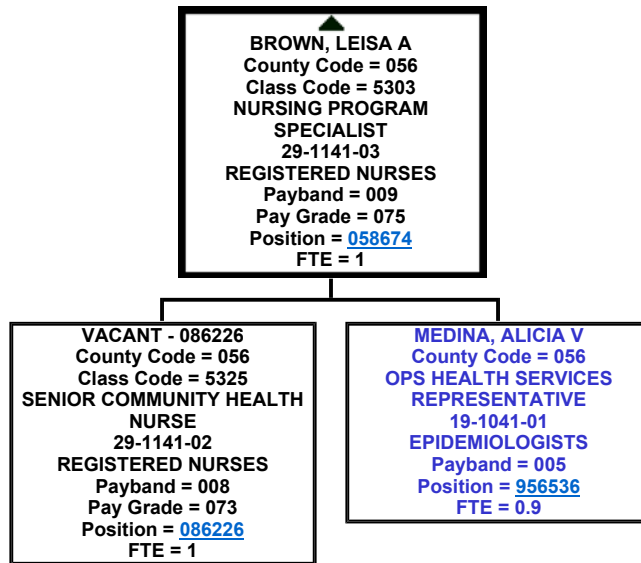 BROWN, LEISA A
County Code = 056
Class Code = 5303
NURSING PROGRAM
SPECIALIST
29-1141-03
REGISTERED NURSES
Payband = 009
Pay Grade = 075
Position = 058674
FTE = 1
VACANT - 086226
County Code = 056
Class Code = 5325
SENIOR COMMUNITY HEALTH
NURSE
29-1141-02
REGISTERED NURSES
Payband = 008
Pay Grade = 073
Position = 086226
FTE = 1
MEDINA, ALICIA V
County Code = 056
OPS HEALTH SERVICES
REPRESENTATIVE
19-1041-01
EPIDEMIOLOGISTS
Payband = 005
Position = 956536
FTE = 0.9